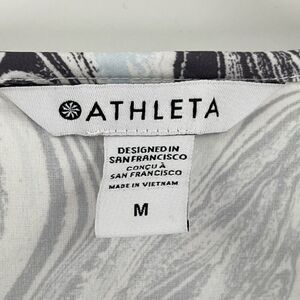 ATHLETA
DESIGNED IN
SAN FRANCISCO
CONÇU À
SAN FRANCISCO
MADE IN VIETNAM
M